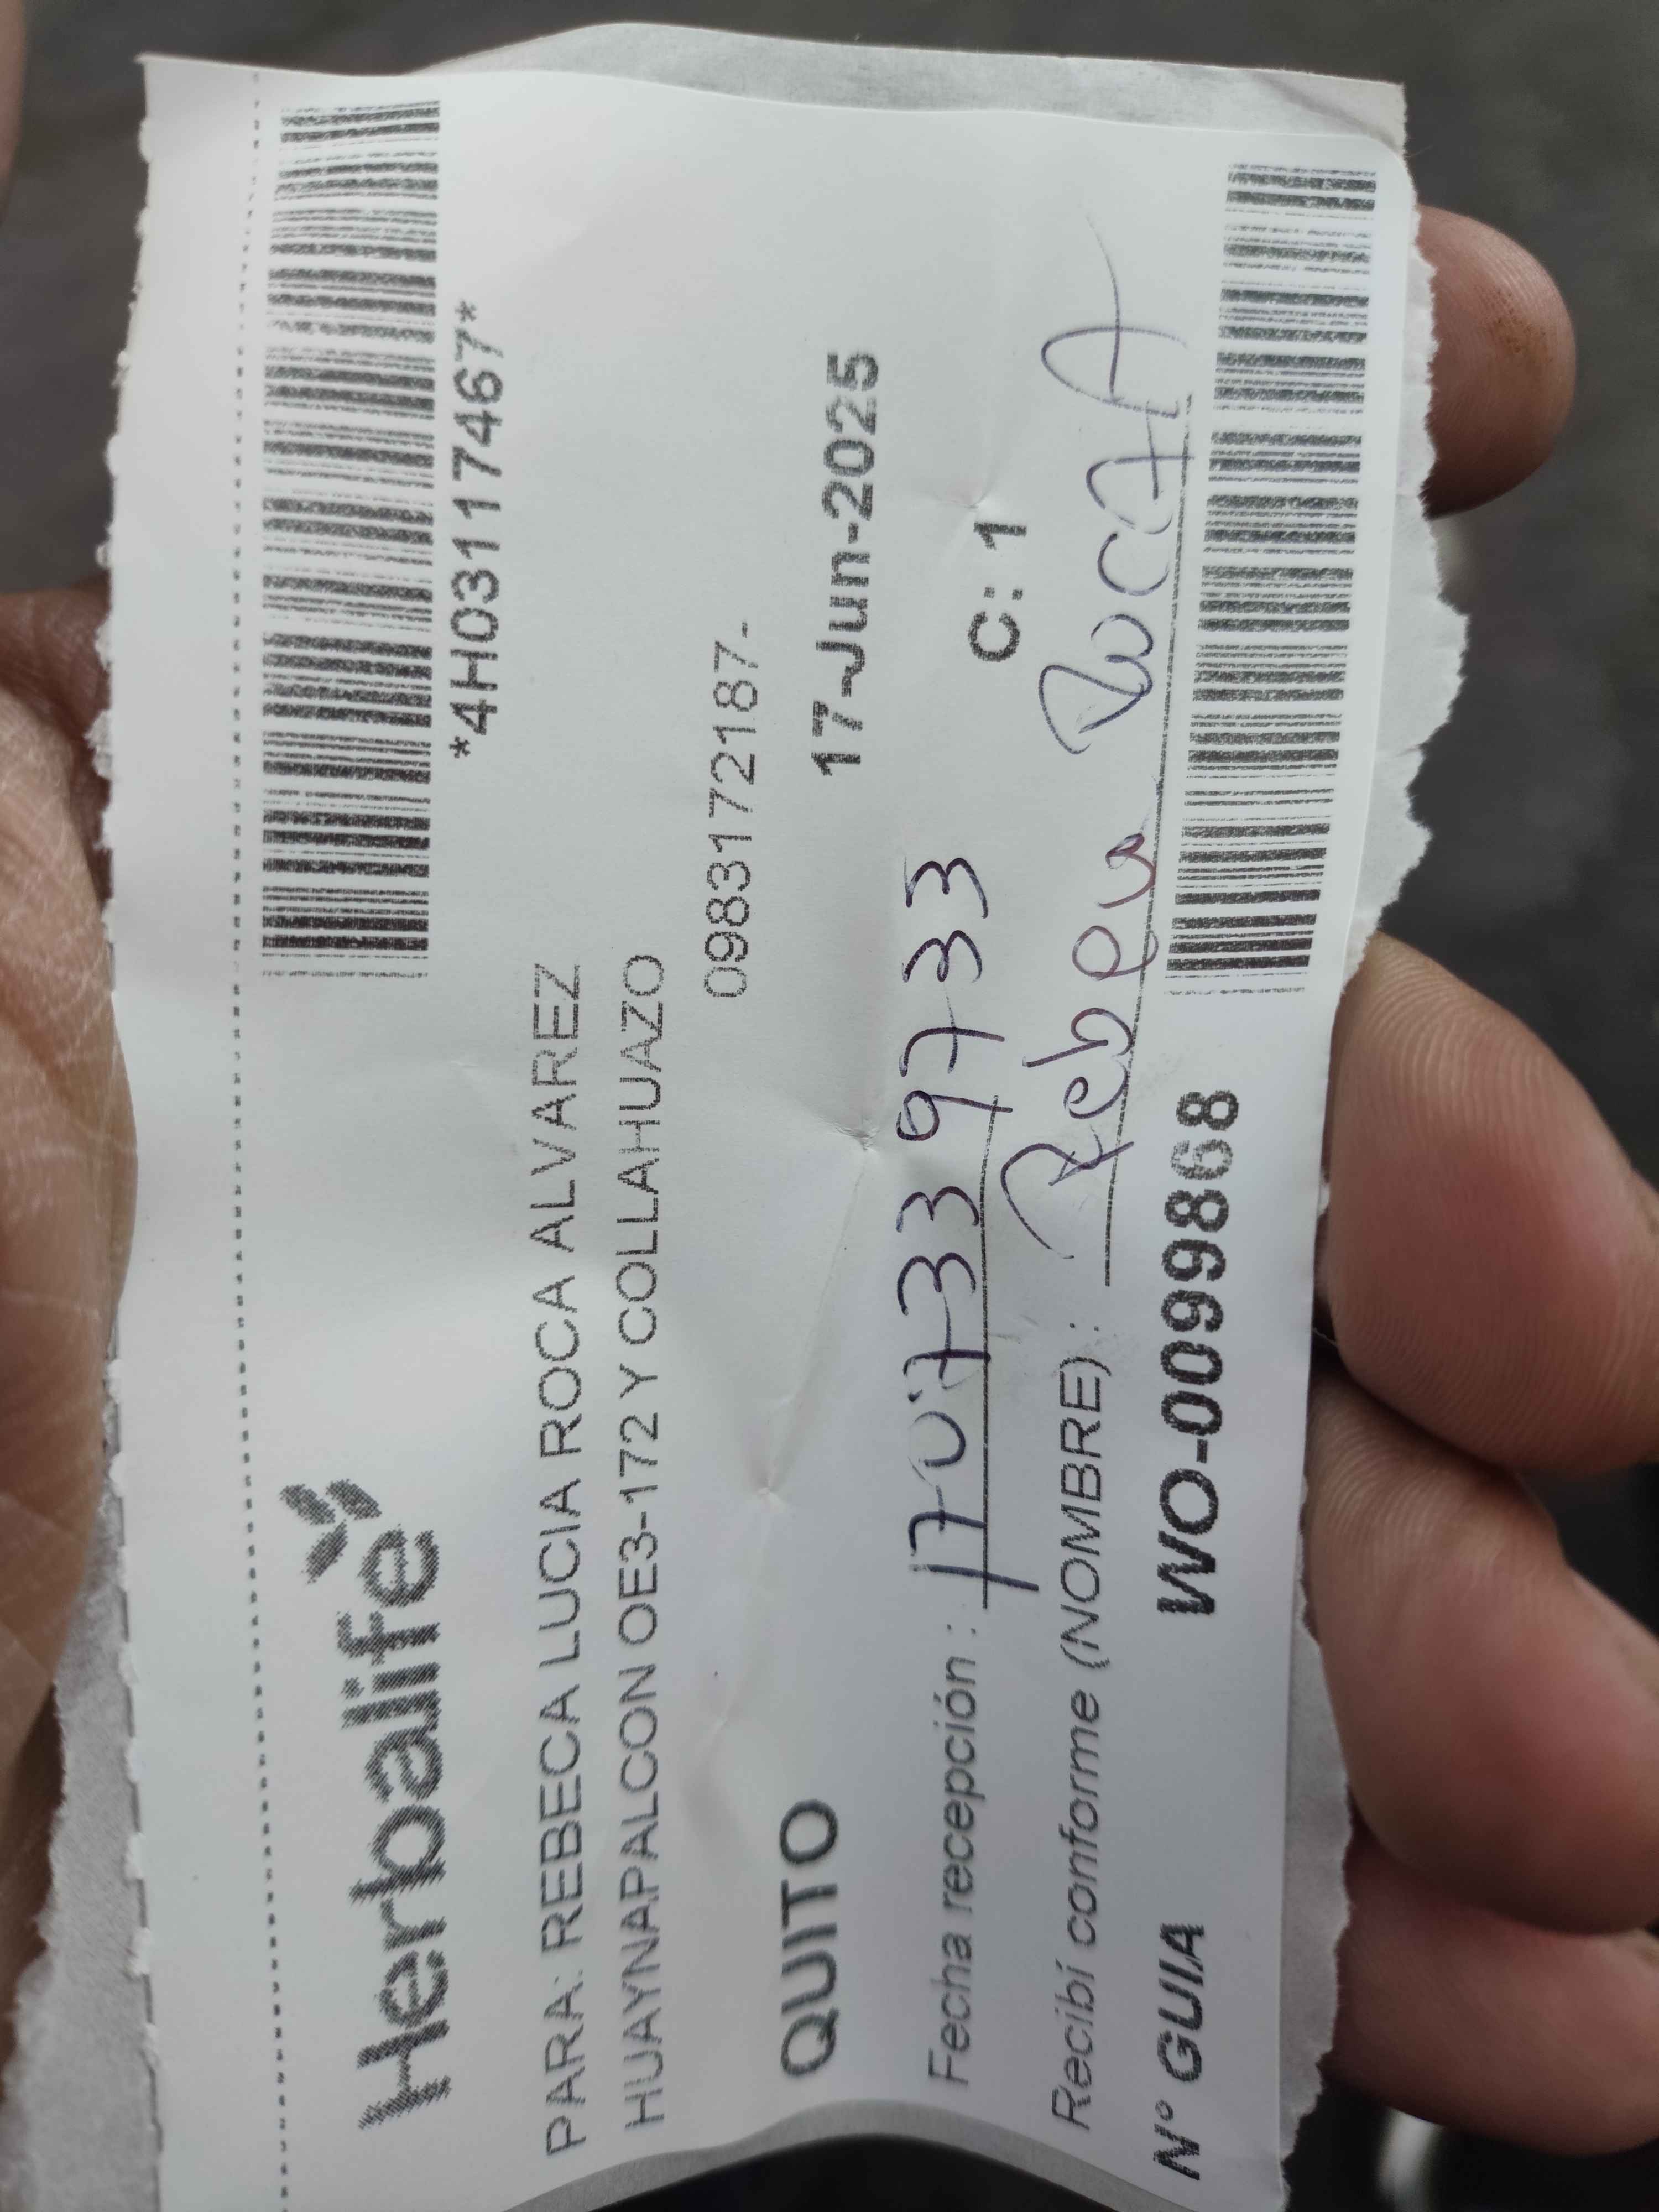 Herbalife
*4H03117467*
PARA: REBECA LUCIA ROCA ALVAREZ
HUAYNAPALCON OE3-172 Y COLLAHUAZO
0983172187-
QUITO 17-Jun-2025
Fecha recepción : 1707339733
C: 1
Recibí conforme (NOMBRE) : Rebeca Roca A
N° GUIA WO-0099868